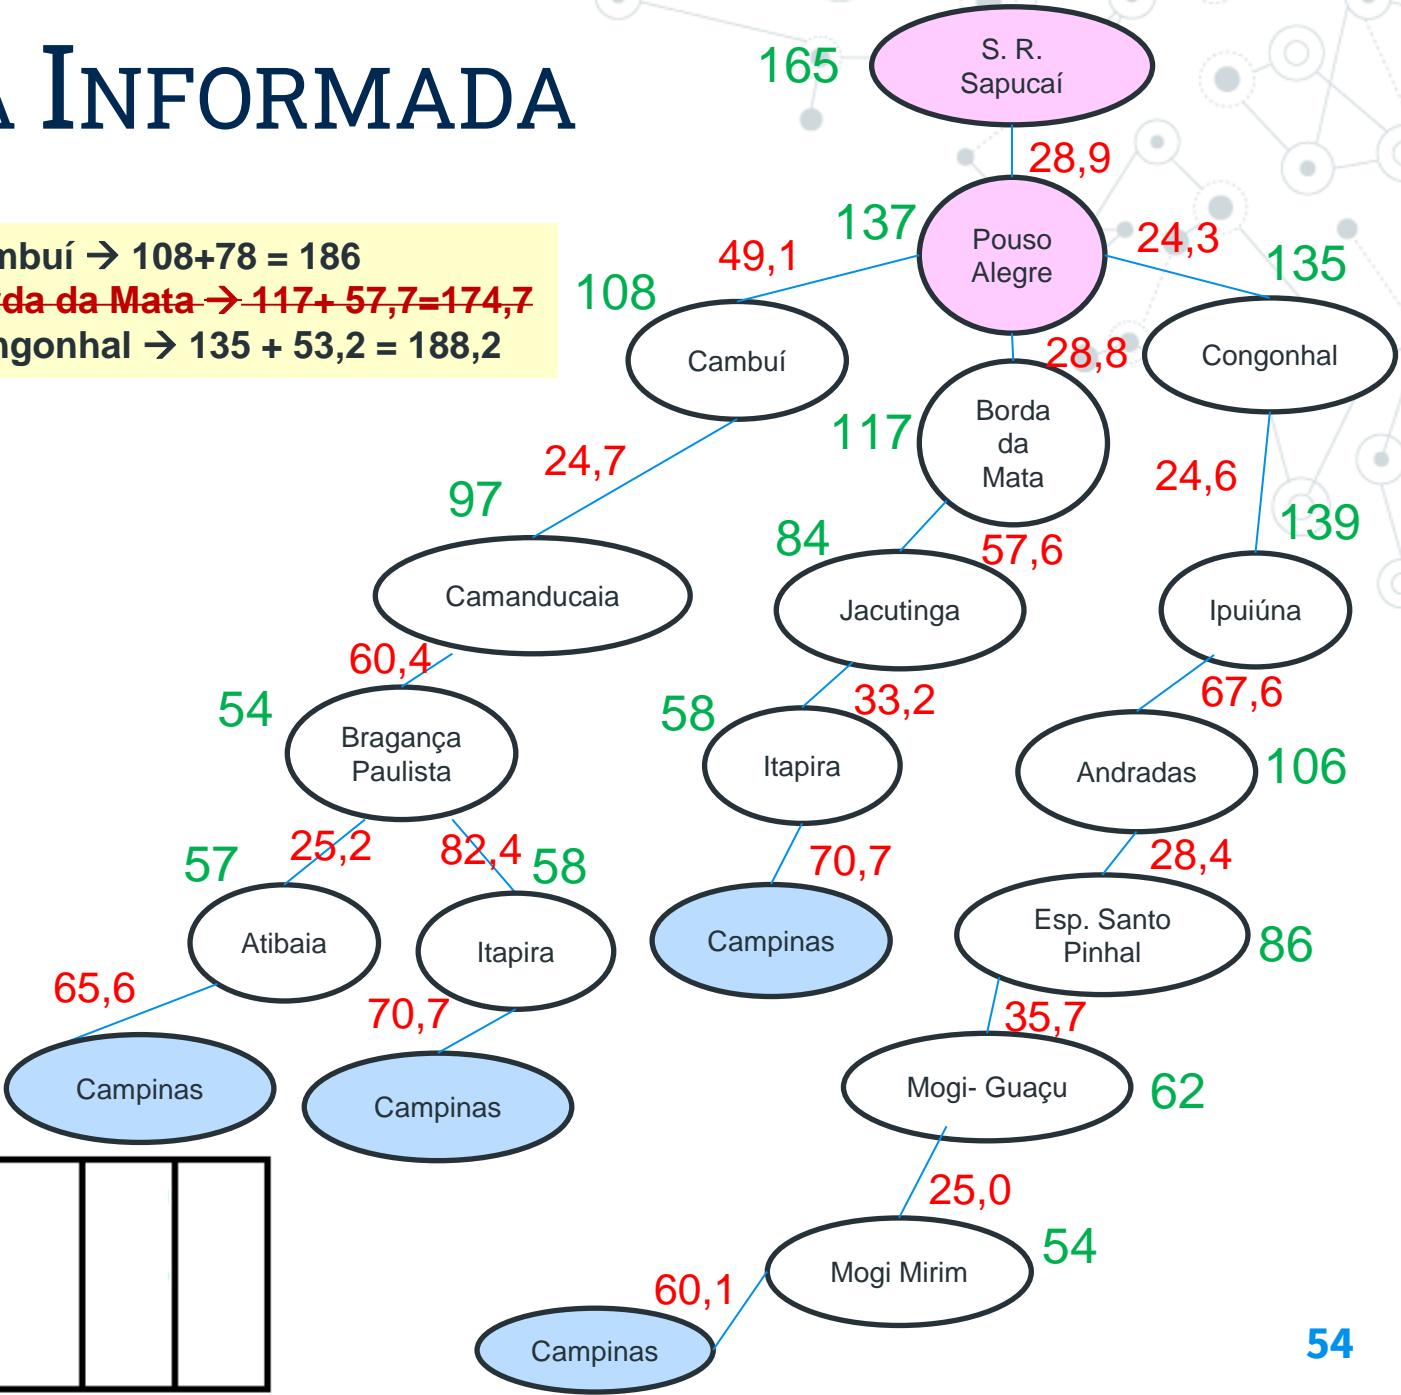 A INFORMADA
mbuí → 108+78 = 186
rda da Mata → 117+ 57,7=174,7
ngonhal → 135 + 53,2 = 188,2
165
S. R.
Sapucaí
28,9
137
Pouso
Alegre
49,1
24,3
108
135
Cambuí
28,8
Congonhal
117
Borda
da
Mata
24,7
24,6
97
84
57,6
139
Camanducaia
Jacutinga
Ipuiúna
60,4
33,2
67,6
54
Bragança
Paulista
58
Itapira
Andradas
106
25,2
82,4
70,7
28,4
57
Atibaia
58
Itapira
Campinas
Esp. Santo
Pinhal
86
65,6
70,7
35,7
Campinas
Campinas
Mogi- Guaçu
62
25,0
Mogi Mirim
54
60,1
Campinas
54